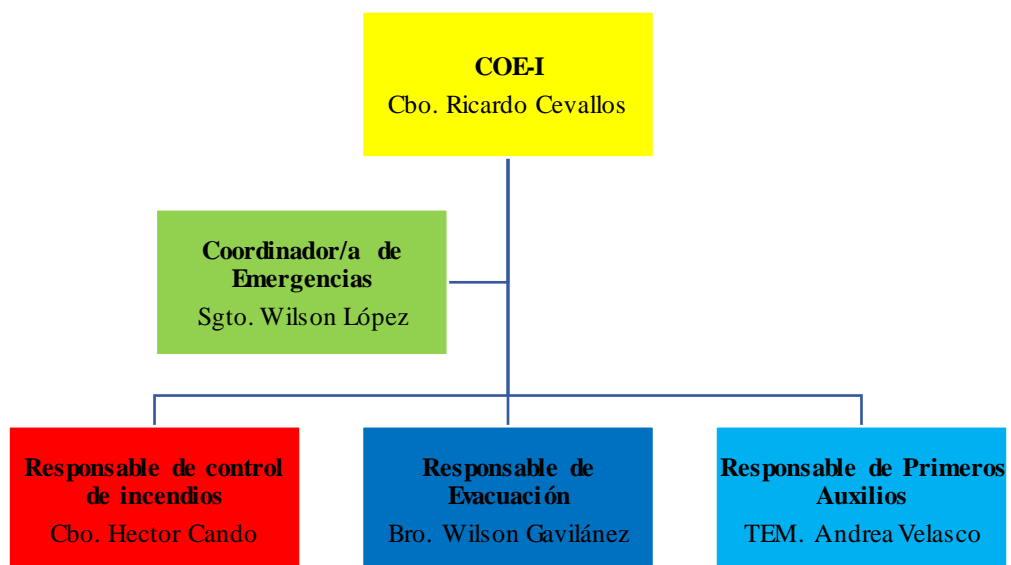 COE-I
Cbo. Ricardo Cevallos
Coordinador/a de
Emergencias
Sgto. Wilson López
Responsable de control
de incendios
Cbo. Hector Cando
Responsable de
Evacuación
Bro. Wilson Gavilánez
Responsable de Primeros
Auxilios
TEM. Andrea Velasco